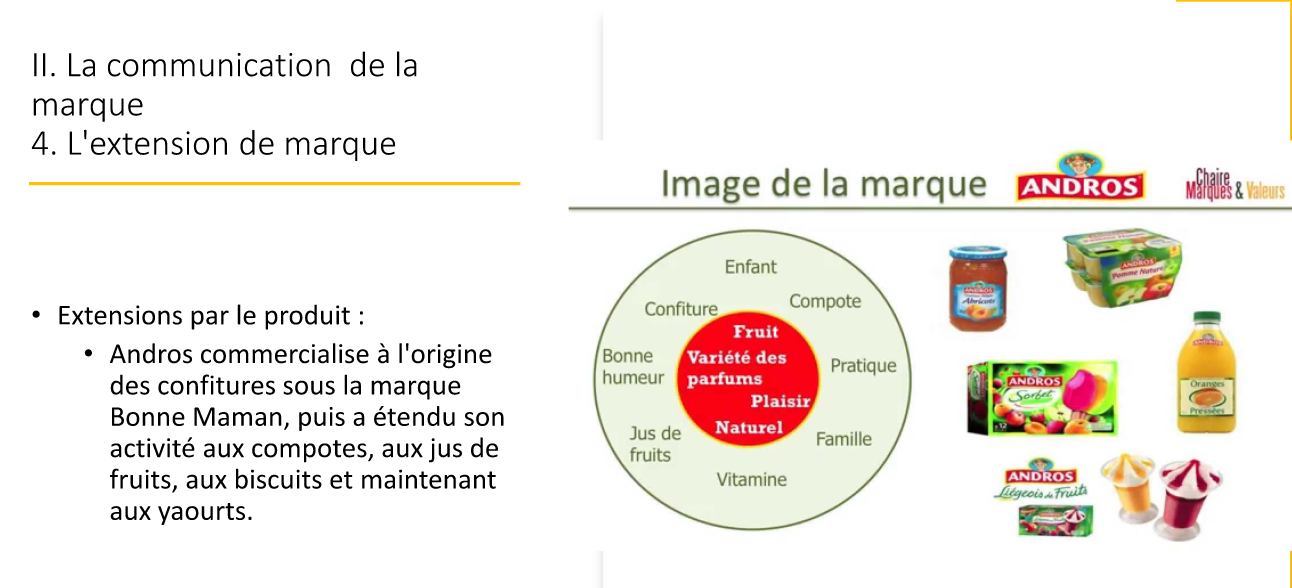 II. La communication  de la
marque
4. L'extension de marque
• Extensions par le produit :
• Andros commercialise à l'origine
des confitures sous la marque
Bonne Maman, puis a étendu son
activité aux compotes, aux jus de
fruits, aux biscuits et maintenant
aux yaourts.
Image de la marque
ANDROS
Chaire
Marques & Valeurs
Enfant
Confiture
Compote
Bonne
humeur
Pratique
Jus de
fruits
Famille
Vitamine
Fruit
Variété des
parfums
Plaisir
Naturel
ANDROS
Abricots
ANDROS
Pomme Nature
ANDROS
Oranges
Pressées
ANDROS
Sorbet
ANDROS
Liégeois de Fruits